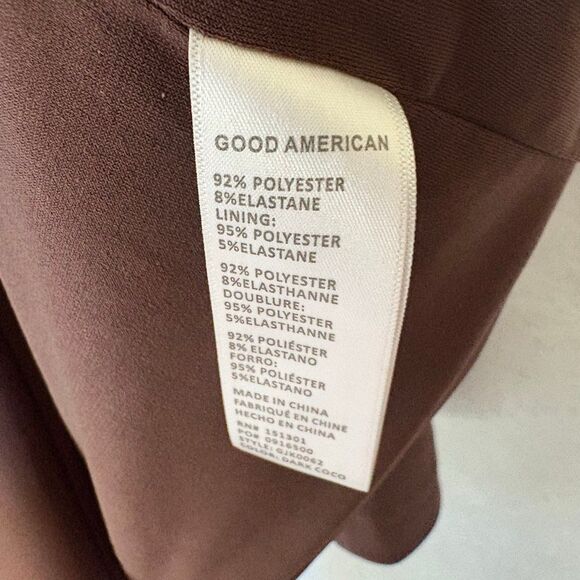 GOOD AMERICAN
92% POLYESTER
8%ELASTANE
LINING:
95% POLYESTER
5%ELASTANE
92% POLYESTER
8%ELASTHANNE
DOUBLURE:
95% POLYESTER
5%ELASTHANNE
92% POLIÉSTER
8% ELASTANO
FORRO:
95% POLIÉSTER
5%ELASTANO
MADE IN CHINA
FABRIQUÉ EN CHINE
HECHO EN CHINA
RN# 151301
PO# 0916500
STYLE: GJK0062
COLOR: DARK COCO